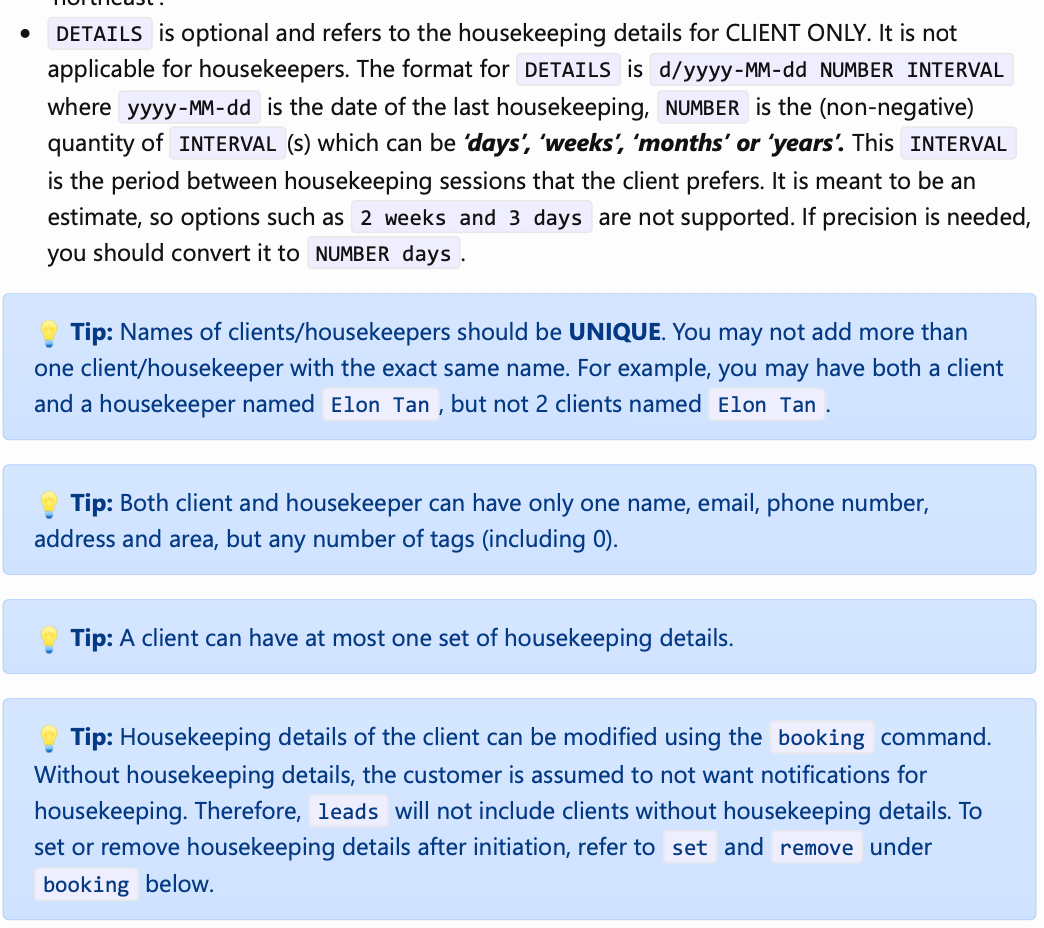 'northeast'.
• DETAILS is optional and refers to the housekeeping details for CLIENT ONLY. It is not
applicable for housekeepers. The format for DETAILS is d/yyyy-MM-dd NUMBER INTERVAL
where yyyy-MM-dd is the date of the last housekeeping, NUMBER is the (non-negative)
quantity of INTERVAL (s) which can be ‘days’, ‘weeks’, ‘months’ or ‘years’. This INTERVAL
is the period between housekeeping sessions that the client prefers. It is meant to be an
estimate, so options such as 2 weeks and 3 days are not supported. If precision is needed,
you should convert it to NUMBER days .
💡 Tip: Names of clients/housekeepers should be UNIQUE. You may not add more than
one client/housekeeper with the exact same name. For example, you may have both a client
and a housekeeper named Elon Tan , but not 2 clients named Elon Tan .
💡 Tip: Both client and housekeeper can have only one name, email, phone number,
address and area, but any number of tags (including 0).
💡 Tip: A client can have at most one set of housekeeping details.
💡 Tip: Housekeeping details of the client can be modified using the booking command.
Without housekeeping details, the customer is assumed to not want notifications for
housekeeping. Therefore, leads will not include clients without housekeeping details. To
set or remove housekeeping details after initiation, refer to set and remove under
booking below.